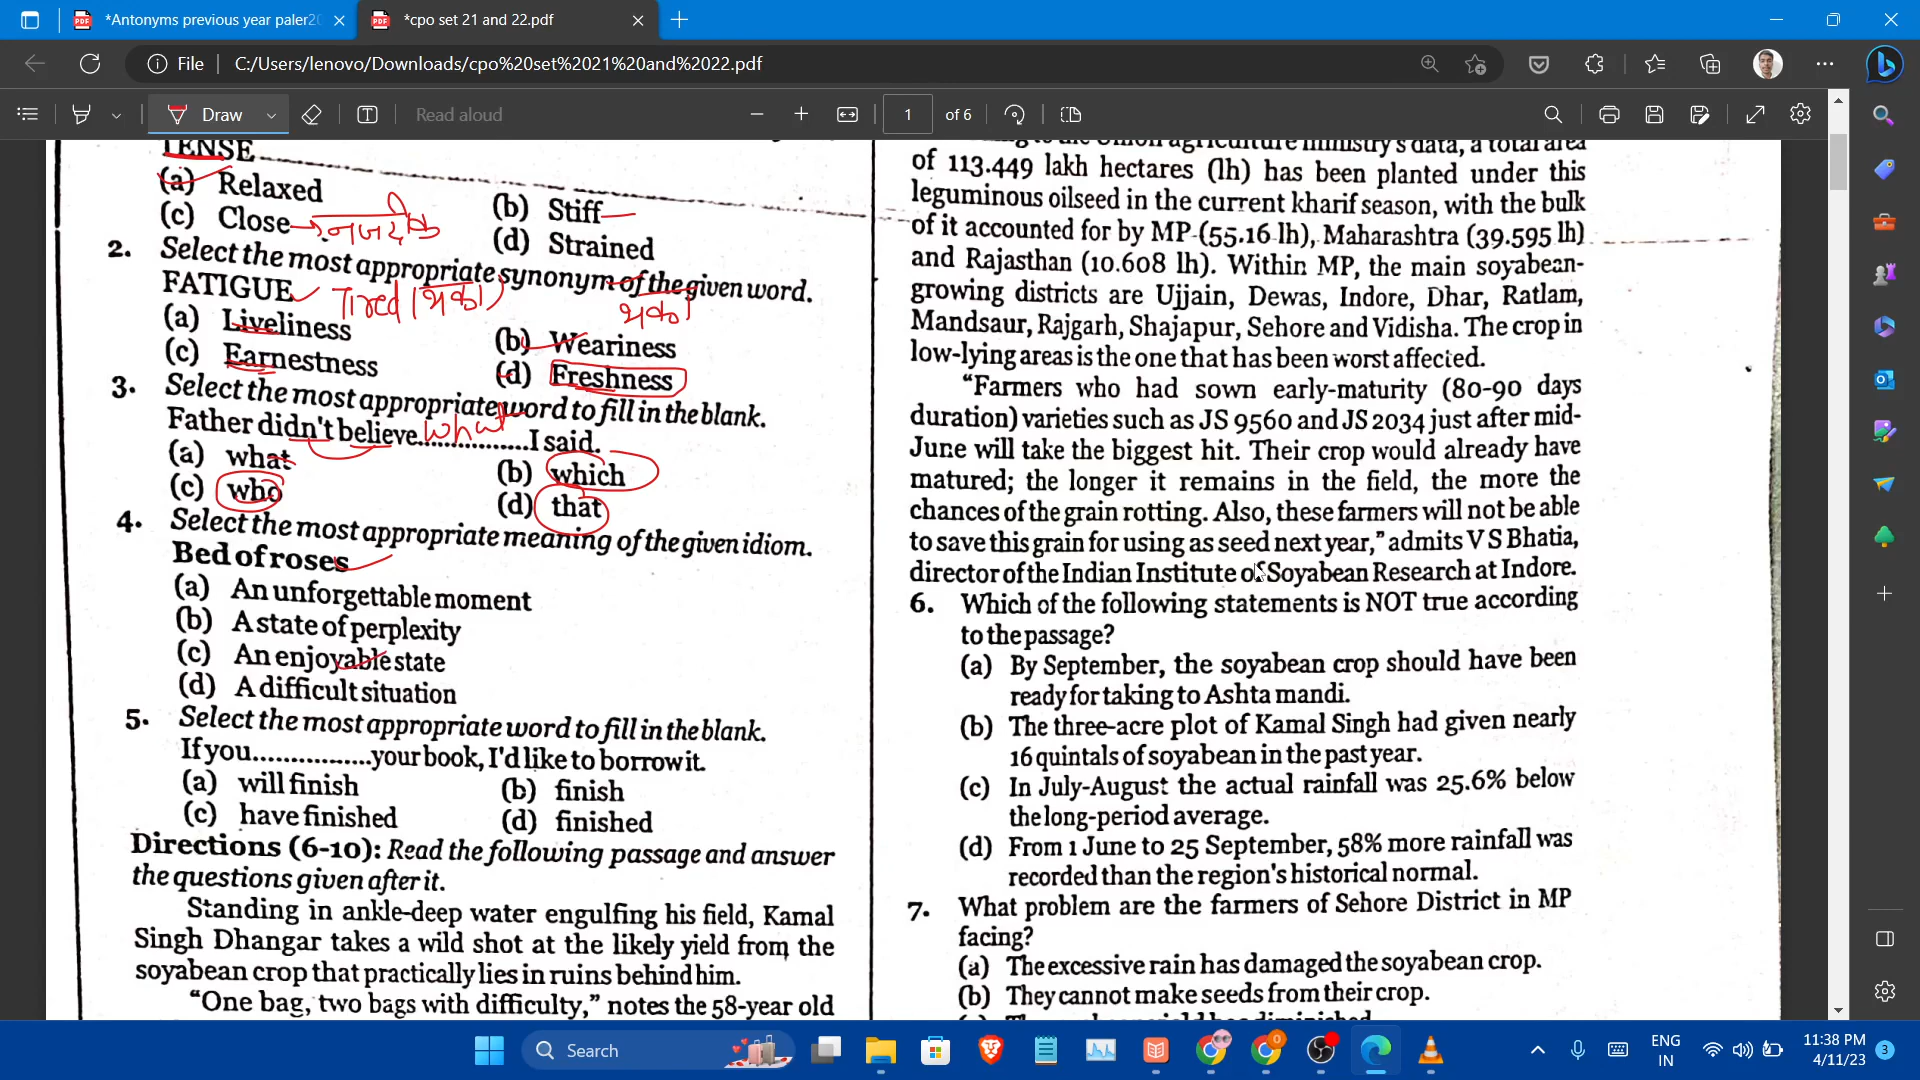 *Antonyms previous year paler20
*cpo set 21 and 22.pdf
File
C:/Users/lenovo/Downloads/cpo%20set%2021%20and%2022.pdf
Draw
Read aloud
1
of 6
TENSE
(a) Relaxed
(b) Stiff
(c) Close
नजदीक
(d) Strained
2. Select the most appropriate synonym of the given word.
FATIGUE
Tired (थका)
थका
(a) Liveliness
(b) Weariness
(c) Earnestness
(d) Freshness
3. Select the most appropriate word to fill in the blank.
Father didn't believe.................I said.
what
(a) what
(b) which
(c) who
(d) that
4. Select the most appropriate meaning of the given idiom.
Bed of roses
(a) An unforgettable moment
(b) A state of perplexity
(c) An enjoyable state
(d) A difficult situation
5. Select the most appropriate word to fill in the blank.
If you.................your book, I'd like to borrow it.
(a) will finish
(b) finish
(c) have finished
(d) finished
Directions (6-10): Read the following passage and answer
the questions given after it.
Standing in ankle-deep water engulfing his field, Kamal
Singh Dhangar takes a wild shot at the likely yield from the
soyabean crop that practically lies in ruins behind him.
“One bag, two bags with difficulty,” notes the 58-year old
to the Union agriculture ministry's data, a total area
of 113.449 lakh hectares (lh) has been planted under this
leguminous oilseed in the current kharif season, with the bulk
of it accounted for by MP (55.16 lh), Maharashtra (39.595 lh)
and Rajasthan (10.608 lh). Within MP, the main soyabean-
growing districts are Ujjain, Dewas, Indore, Dhar, Ratlam,
Mandsaur, Rajgarh, Shajapur, Sehore and Vidisha. The crop in
low-lying areas is the one that has been worst affected.
“Farmers who had sown early-maturity (80-90 days
duration) varieties such as JS 9560 and JS 2034 just after mid-
June will take the biggest hit. Their crop would already have
matured; the longer it remains in the field, the more the
chances of the grain rotting. Also, these farmers will not be able
to save this grain for using as seed next year,” admits V S Bhatia,
director of the Indian Institute of Soyabean Research at Indore.
6. Which of the following statements is NOT true according
to the passage?
(a) By September, the soyabean crop should have been
ready for taking to Ashta mandi.
(b) The three-acre plot of Kamal Singh had given nearly
16 quintals of soyabean in the past year.
(c) In July-August the actual rainfall was 25.6% below
the long-period average.
(d) From 1 June to 25 September, 58% more rainfall was
recorded than the region's historical normal.
7. What problem are the farmers of Sehore District in MP
facing?
(a) The excessive rain has damaged the soyabean crop.
(b) They cannot make seeds from their crop.
Search
ENG
IN
11:38 PM
4/11/23
3